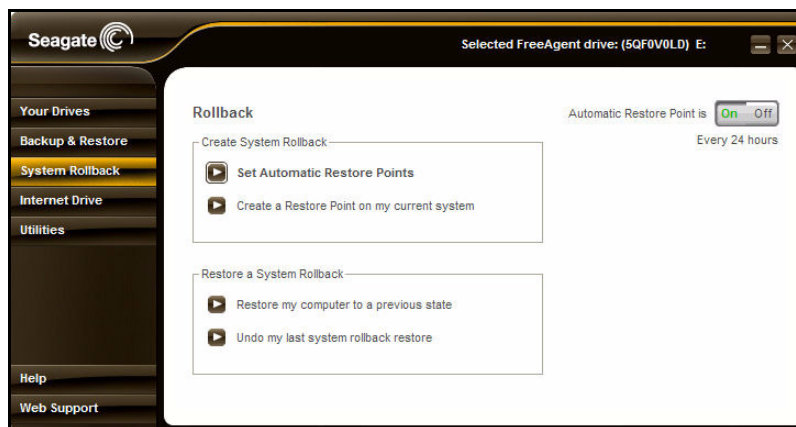 Seagate
Selected FreeAgent drive: (5QF0V0LD) E:
Your Drives
Backup & Restore
System Rollback
Internet Drive
Utilities
Help
Web Support
Rollback
Automatic Restore Point is On Off
Every 24 hours
Create System Rollback
Set Automatic Restore Points
Create a Restore Point on my current system
Restore a System Rollback
Restore my computer to a previous state
Undo my last system rollback restore